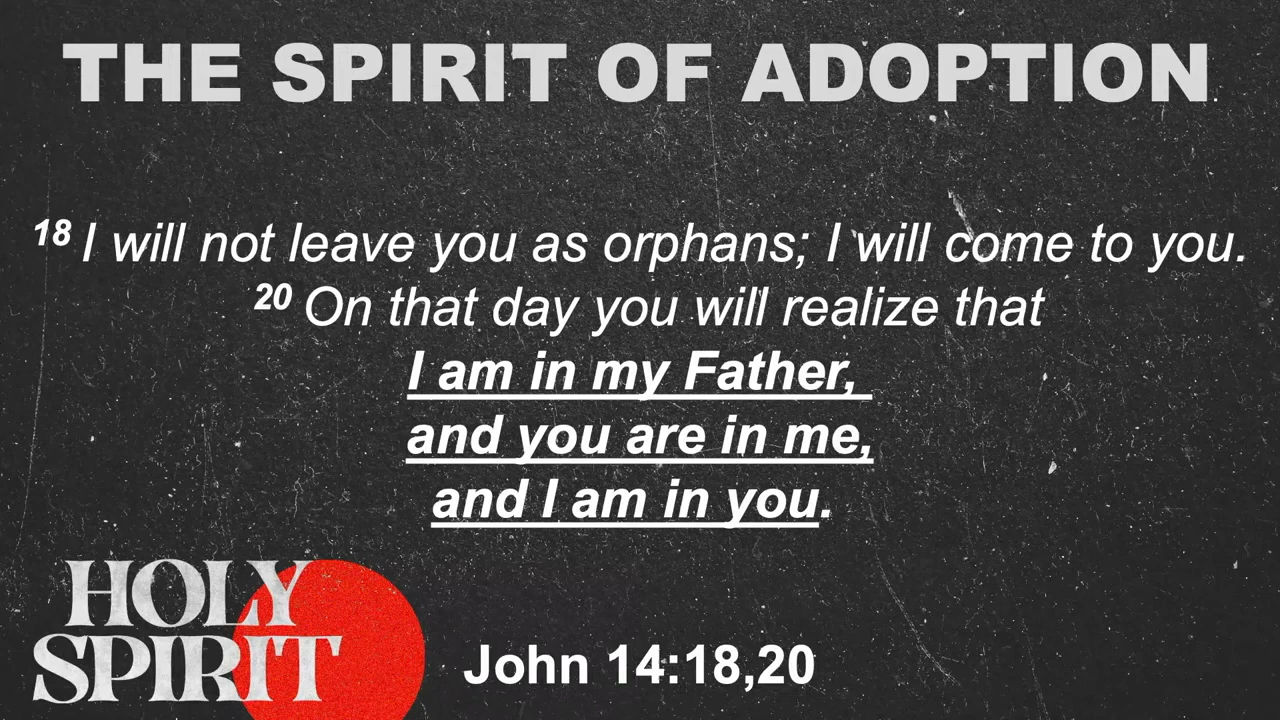 THE SPIRIT OF ADOPTION
18 I will not leave you as orphans; I will come to you.
20 On that day you will realize that
I am in my Father,
and you are in me,
and I am in you.
HOLY
SPIRIT
John 14:18,20